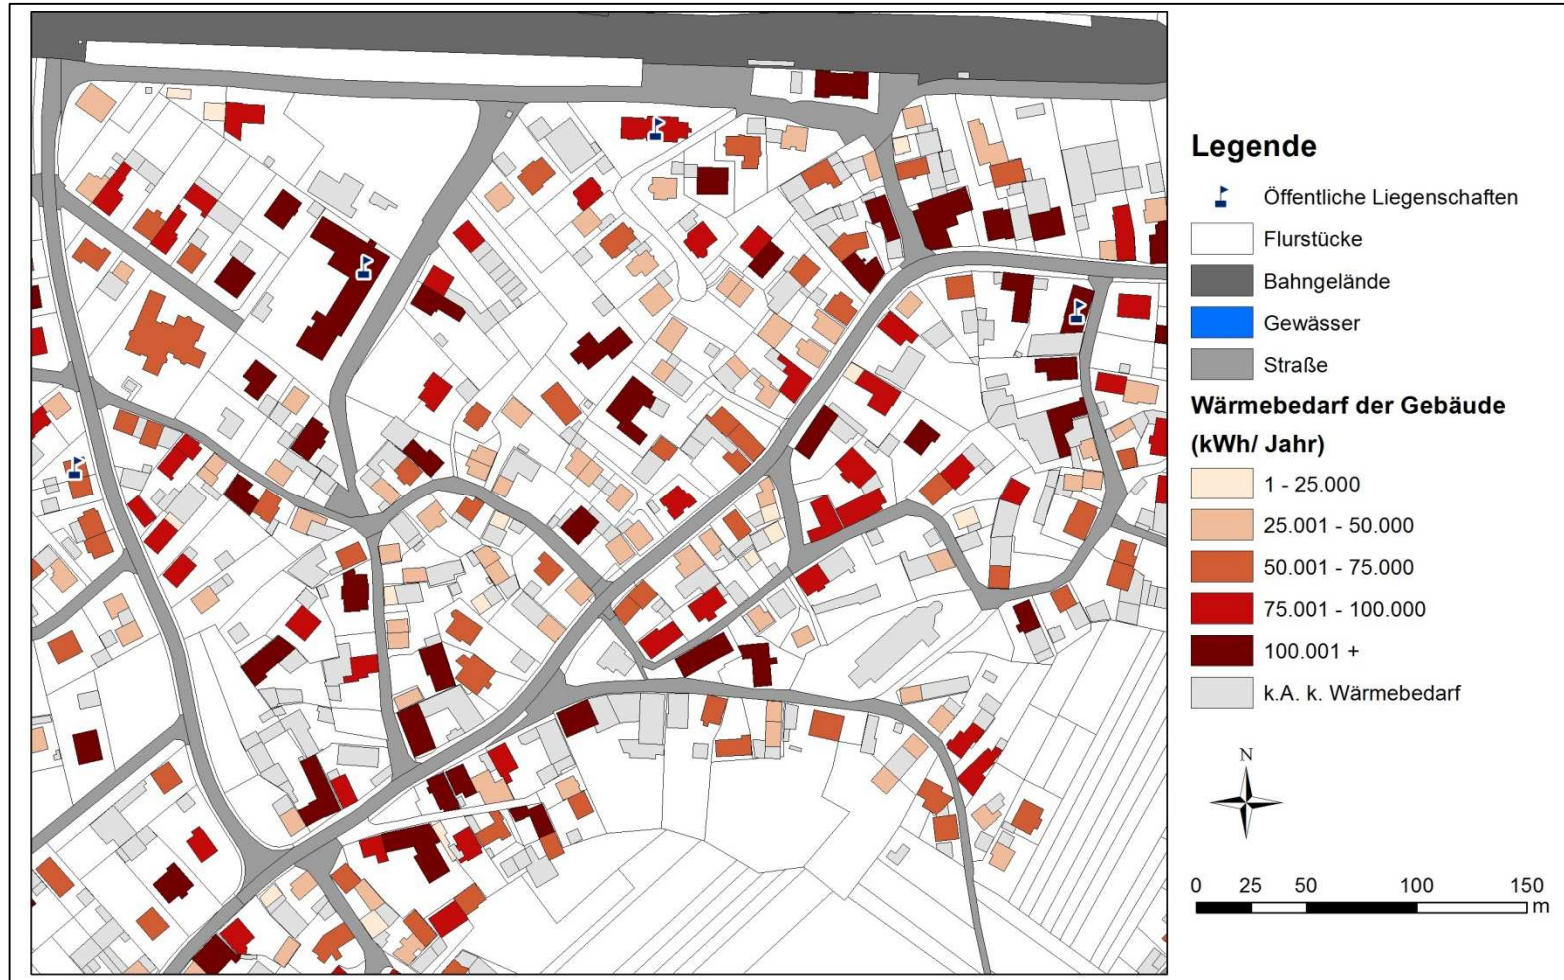 Legende
Öffentliche Liegenschaften
Flurstücke
Bahngelände
Gewässer
Straße
Wärmebedarf der Gebäude
(kWh/ Jahr)
1 - 25.000
25.001 - 50.000
50.001 - 75.000
75.001 - 100.000
100.001 +
k.A. k. Wärmebedarf
N
0 25 50 100 150
m